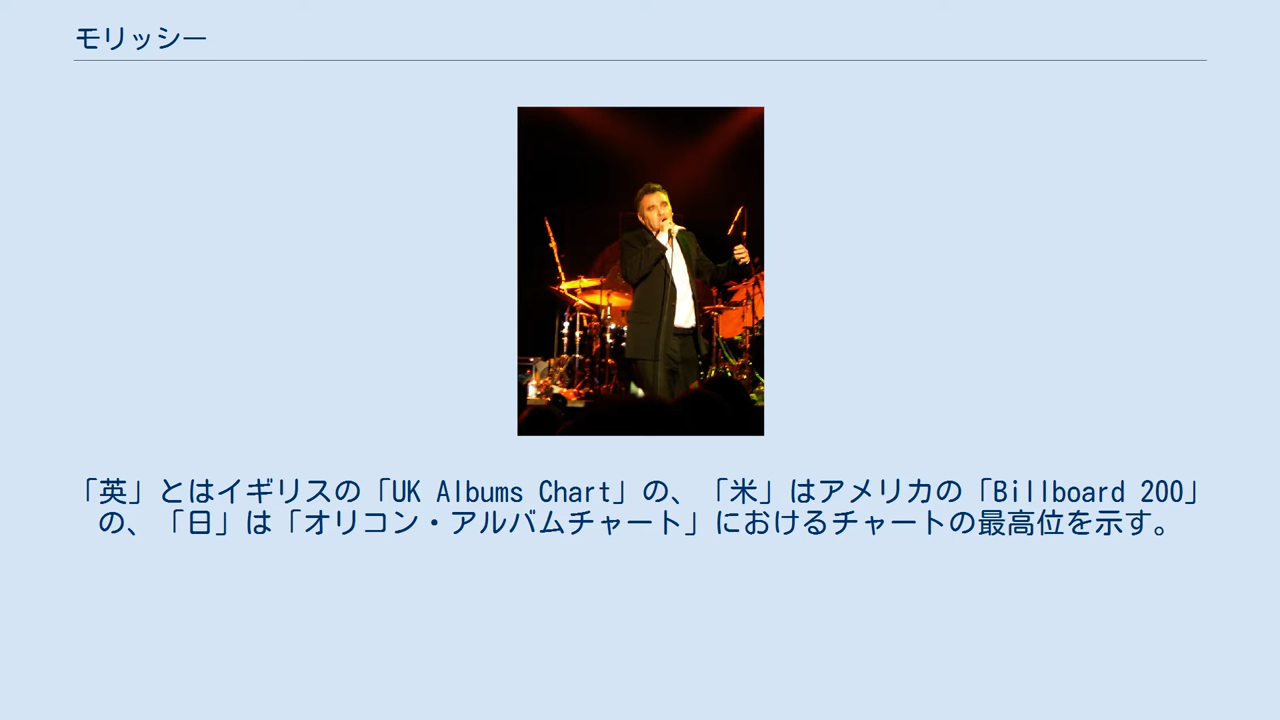 モリッシー
「英」とはイギリスの「UK Albums Chart」の、「米」はアメリカの「Billboard 200」
の、「日」は「オリコン・アルバムチャート」におけるチャートの最高位を示す。